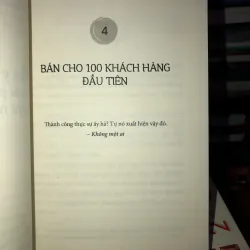 4
BÁN CHO 100 KHÁCH HÀNG
ĐẦU TIÊN
Thành công thực sự ấy hả? Tự nó xuất hiện vậy đó.
– Không một ai